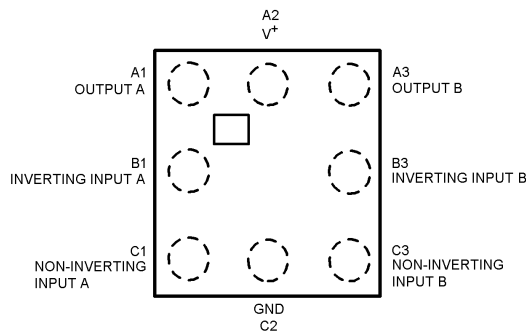 A2
V+
A1
OUTPUT A
A3
OUTPUT B
B1
INVERTING INPUT A
B3
INVERTING INPUT B
C1
NON-INVERTING
INPUT A
C3
NON-INVERTING
INPUT B
GND
C2